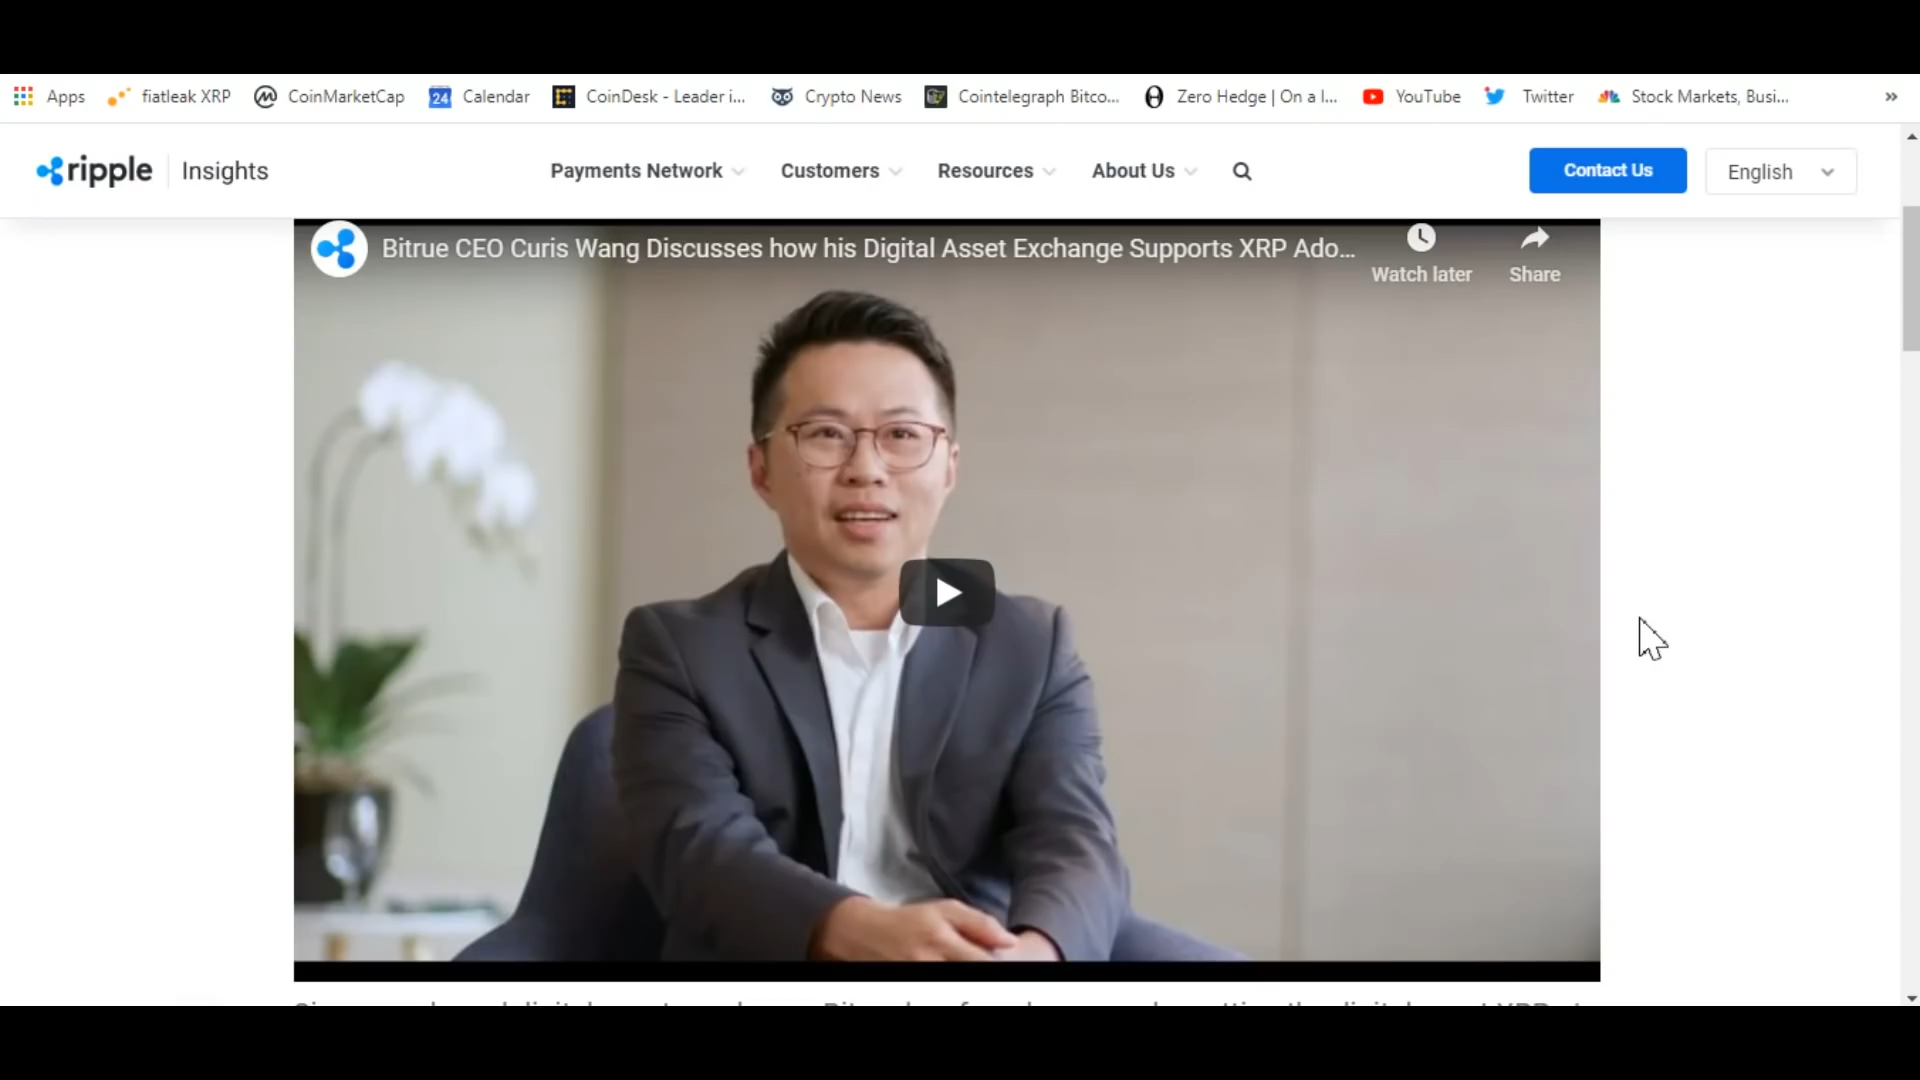 Apps fiatleak XRP CoinMarketCap 24 Calendar CoinDesk - Leader i... Crypto News Cointelegraph Bitco... Zero Hedge | On a l... YouTube Twitter Stock Markets, Busi... »
ripple Insights Payments Network Customers Resources About Us Contact Us English
Bitrue CEO Curis Wang Discusses how his Digital Asset Exchange Supports XRP Ado... Watch later Share